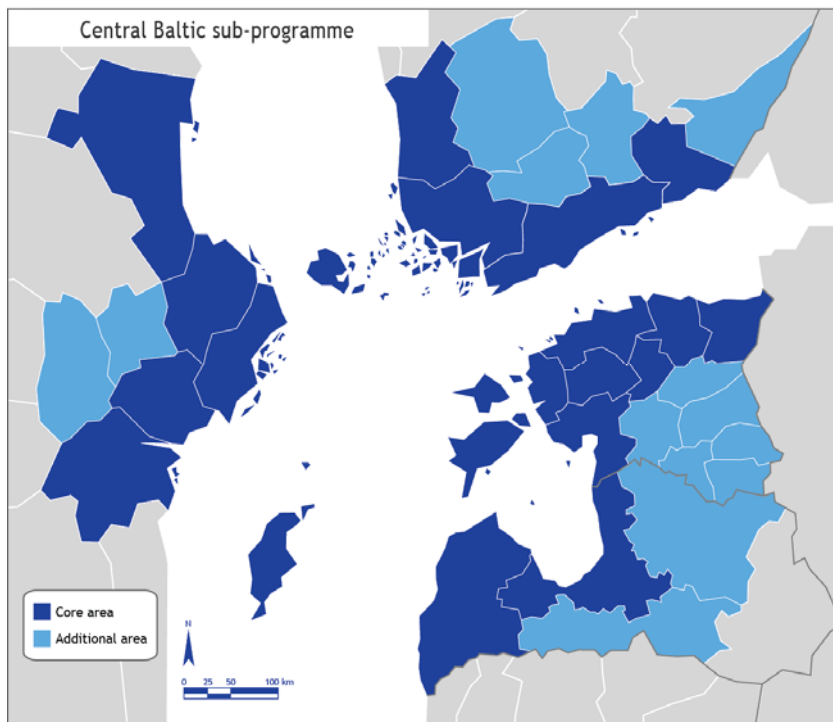 Central Baltic sub-programme
Core area
Additional area
N
0 25 50 100 km